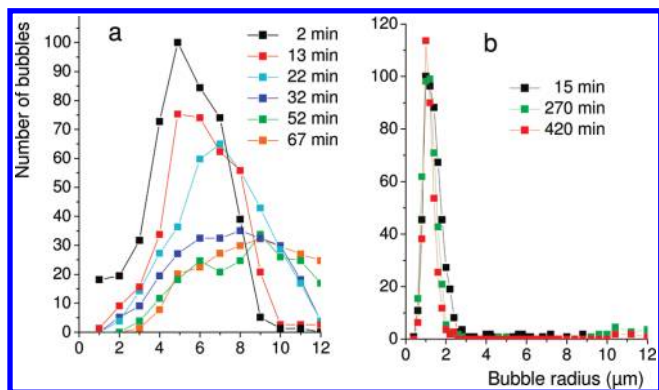 a
b
2 min
13 min
22 min
32 min
52 min
67 min
15 min
270 min
420 min
Number of bubbles
100
90
80
70
60
50
40
30
20
10
0
0 2 4 6 8 10 12
120
100
80
60
40
20
0
0 2 4 6 8 10 12
Bubble radius (µm)